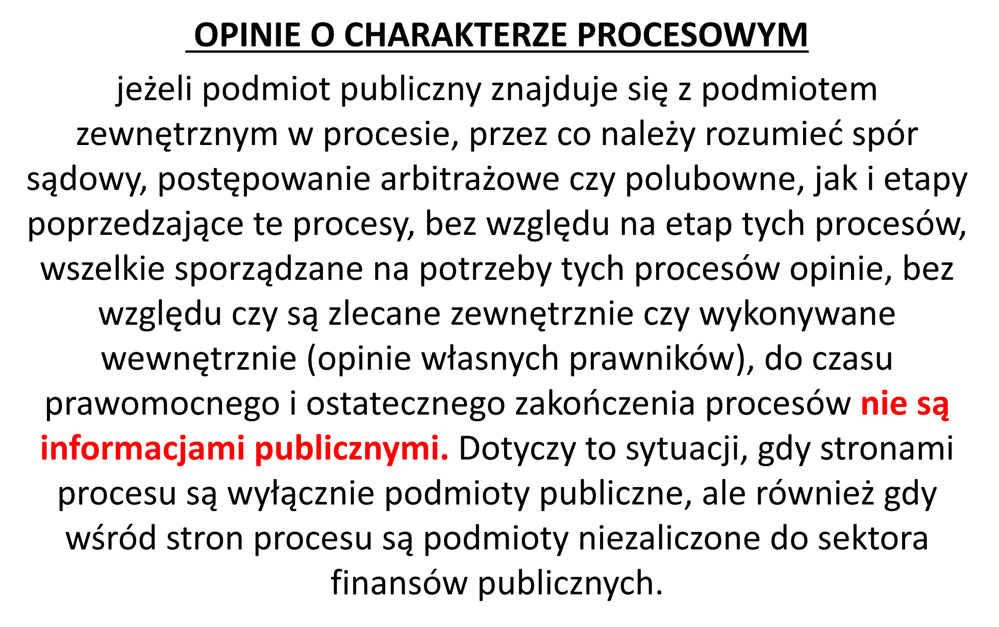 OPINIE O CHARAKTERZE PROCESOWYM
jeżeli podmiot publiczny znajduje się z podmiotem
zewnętrznym w procesie, przez co należy rozumieć spór
sądowy, postępowanie arbitrażowe czy polubowne, jak i etapy
poprzedzające te procesy, bez względu na etap tych procesów,
wszelkie sporządzane na potrzeby tych procesów opinie, bez
względu czy są zlecane zewnętrznie czy wykonywane
wewnętrznie (opinie własnych prawników), do czasu
prawomocnego i ostatecznego zakończenia procesów nie są
informacjami publicznymi. Dotyczy to sytuacji, gdy stronami
procesu są wyłącznie podmioty publiczne, ale również gdy
wśród stron procesu są podmioty niezaliczone do sektora
finansów publicznych.